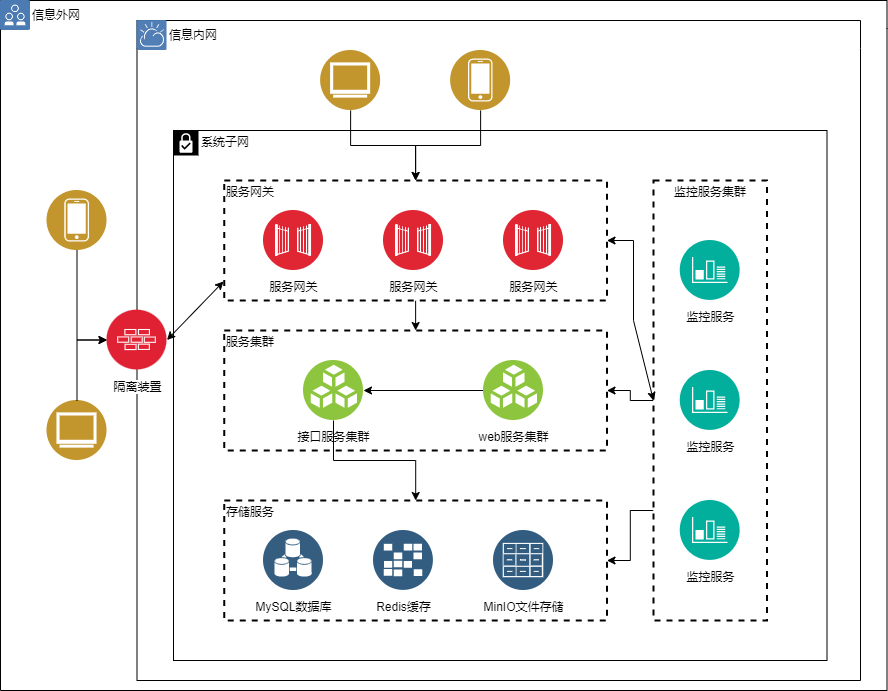 信息外网
信息内网
系统子网
服务网关
监控服务集群
服务网关
服务网关
服务网关
监控服务
服务集群
隔离装置
接口服务集群
web服务集群
监控服务
存储服务
MySQL数据库
Redis缓存
MinIO文件存储
监控服务